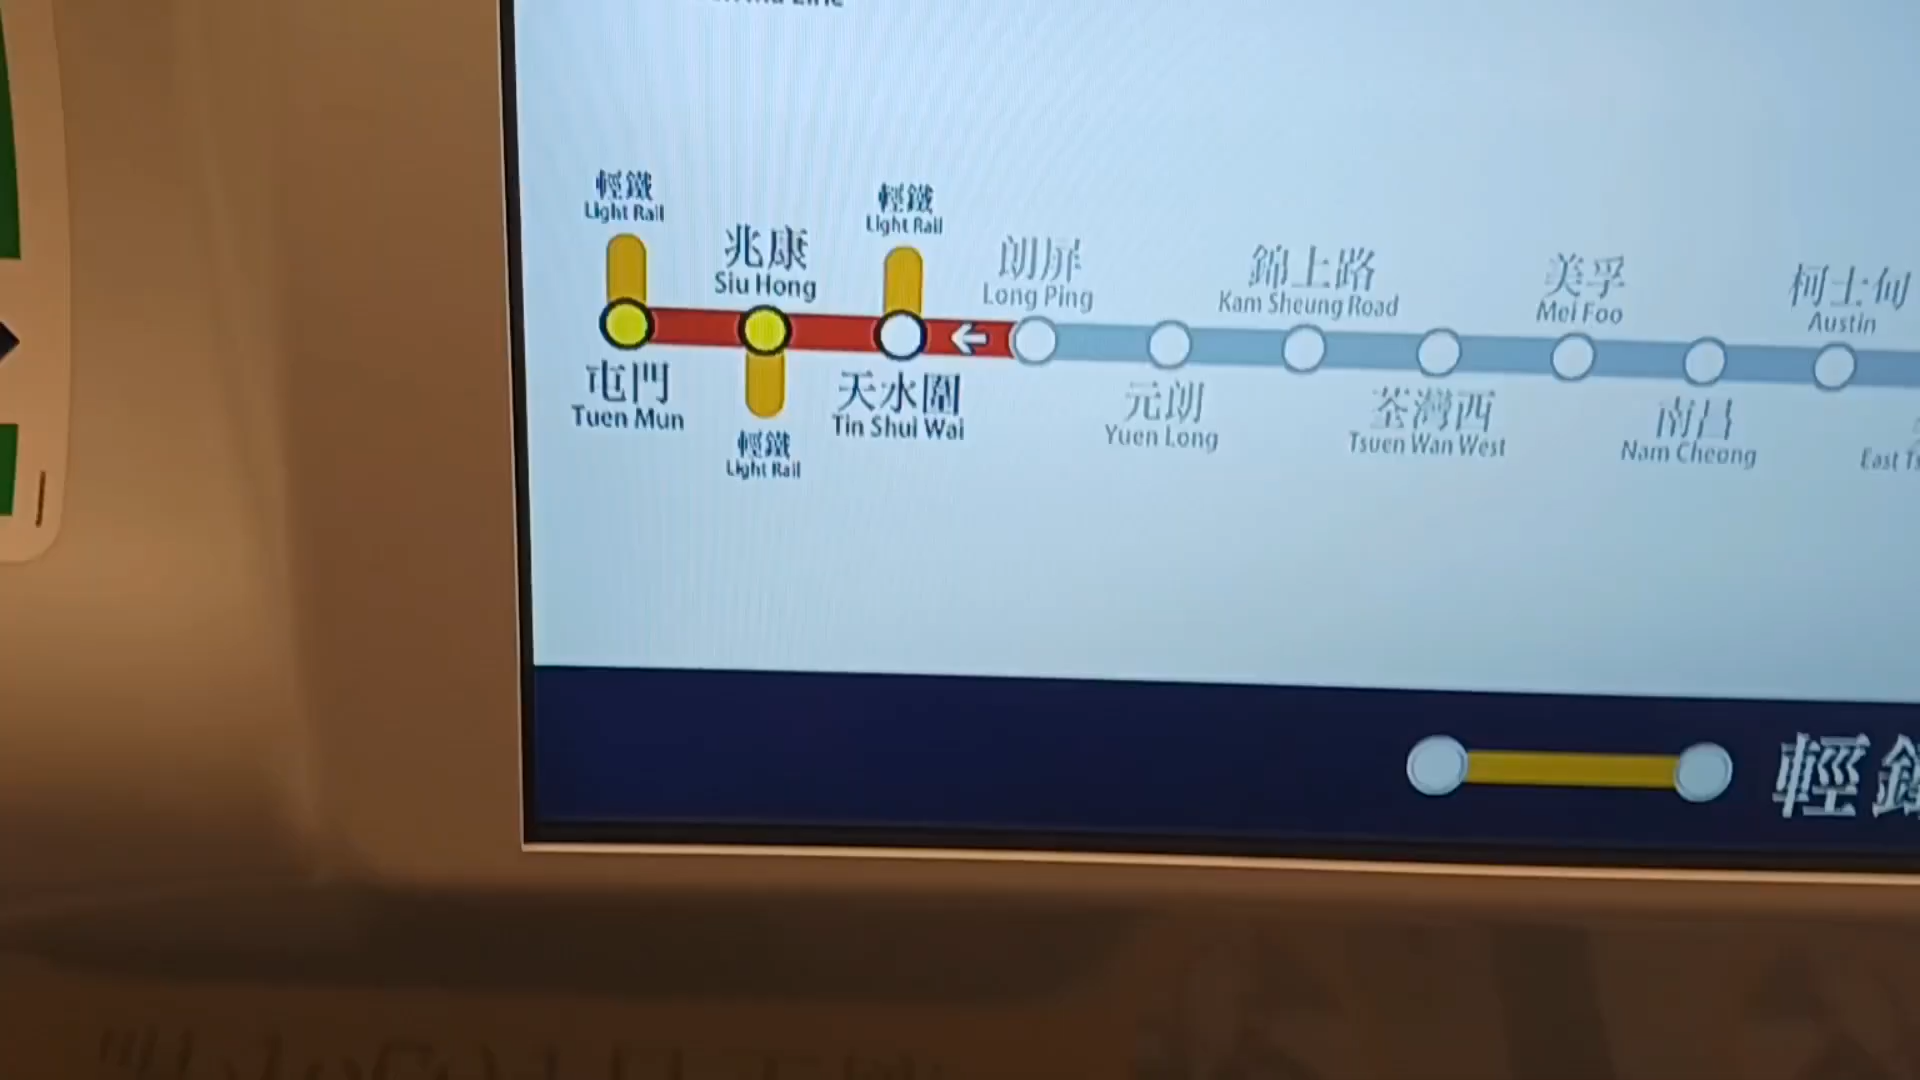 輕鐵
Light Rail
兆康
Siu Hong
輕鐵
Light Rail
朗屏
Long Ping
錦上路
Kam Sheung Road
美孚
Mei Foo
柯士甸
Austin
屯門
Tuen Mun
輕鐵
Light Rail
天水圍
Tin Shui Wai
元朗
Yuen Long
荃灣西
Tsuen Wan West
南昌
Nam Cheong
East
輕